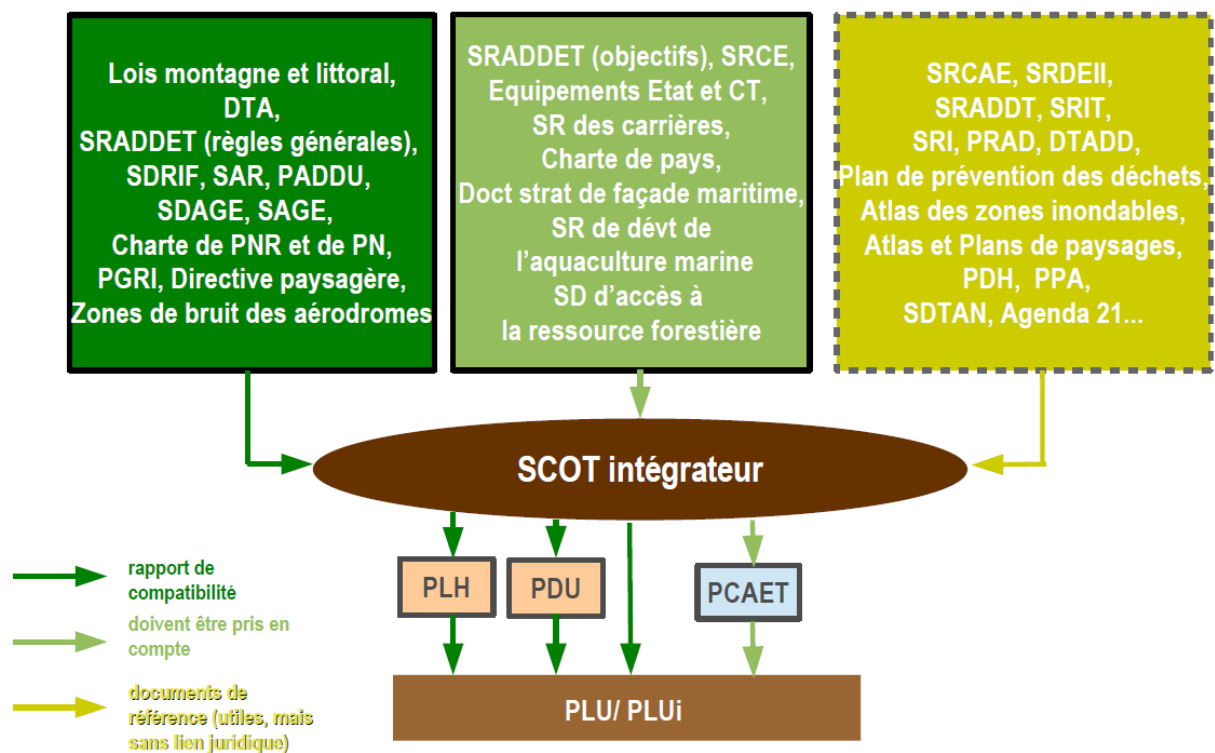 Lois montagne et littoral,
DTA,
SRADDET (règles générales),
SDRIF, SAR, PADDU,
SDAGE, SAGE,
Charte de PNR et de PN,
PGRI, Directive paysagère,
Zones de bruit des aérodromes
SRADDET (objectifs), SRCE,
Equipements Etat et CT,
SR des carrières,
Charte de pays,
Doct strat de façade maritime,
SR de dévt de
l'aquaculture marine
SD d'accès à
la ressource forestière
SRCAE, SRDEII,
SRADDT, SRIT,
SRI, PRAD, DTADD,
Plan de prévention des déchets,
Atlas des zones inondables,
Atlas et Plans de paysages,
PDH, PPA,
SDTAN, Agenda 21...
SCOT intégrateur
PLH
PDU
PCAET
PLU/ PLUi
rapport de
compatibilité
doivent être pris en
compte
documents de
référence (utiles, mais
sans lien juridique)